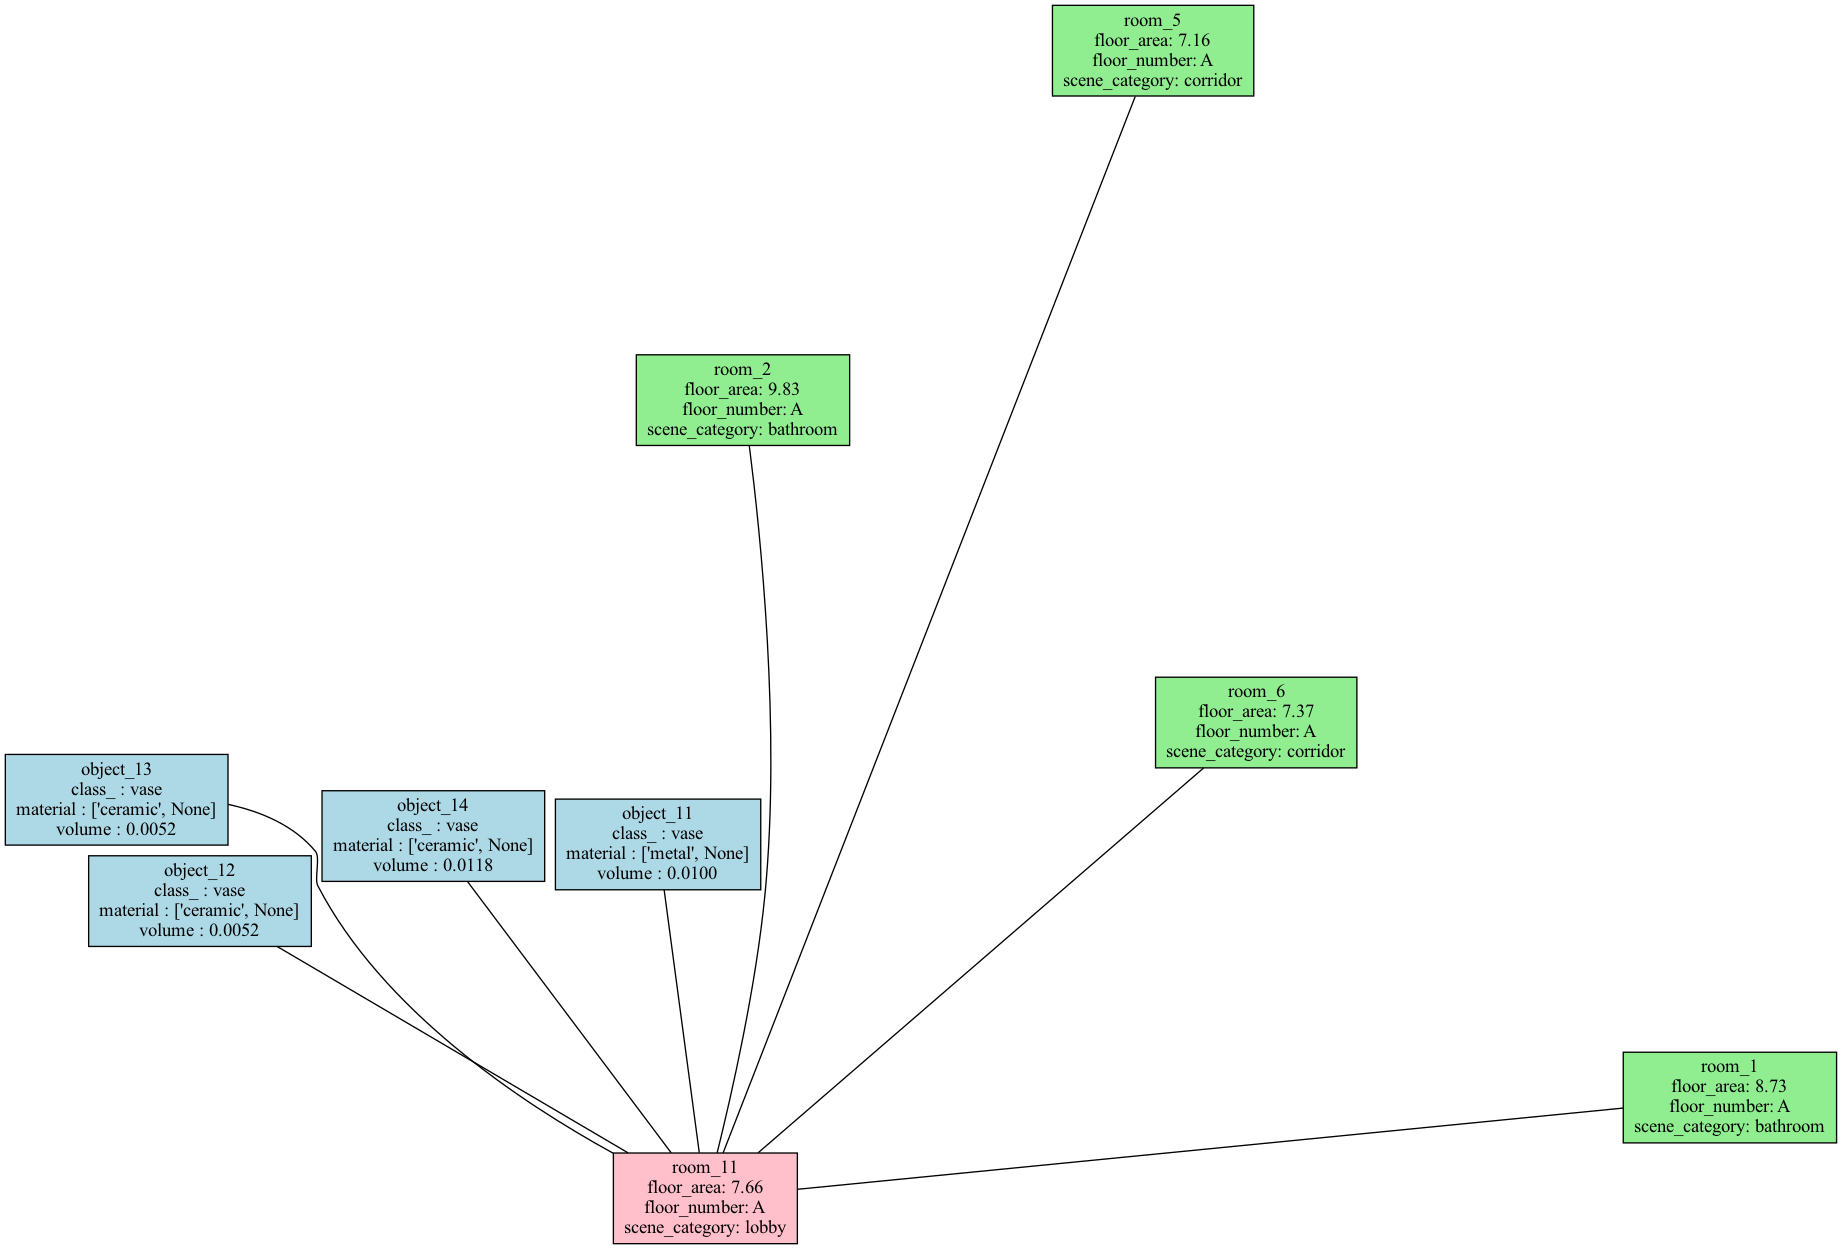 room_5
floor_area: 7.16
floor_number: A
scene_category: corridor
room_2
floor_area: 9.83
floor_number: A
scene_category: bathroom
room_6
floor_area: 7.37
floor_number: A
scene_category: corridor
object_13
class_ : vase
material : ['ceramic', None]
volume : 0.0052
object_14
class_ : vase
material : ['ceramic', None]
volume : 0.0118
object_11
class_ : vase
material : ['metal', None]
volume : 0.0100
object_12
class_ : vase
material : ['ceramic', None]
volume : 0.0052
room_1
floor_area: 8.73
floor_number: A
scene_category: bathroom
room_11
floor_area: 7.66
floor_number: A
scene_category: lobby